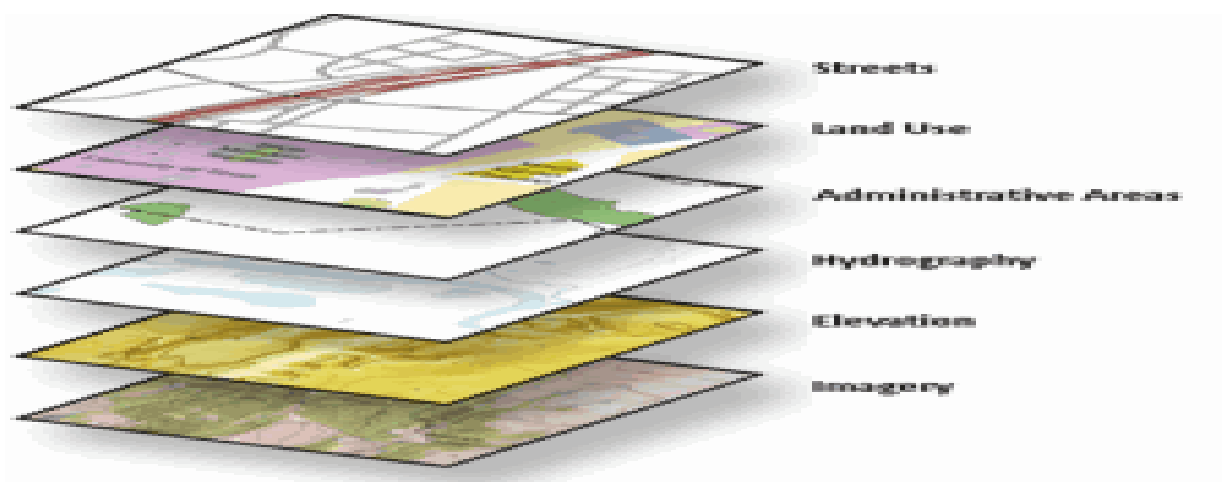 Streets
Land Use
Administrative Areas
Hydrography
Elevation
Imagery